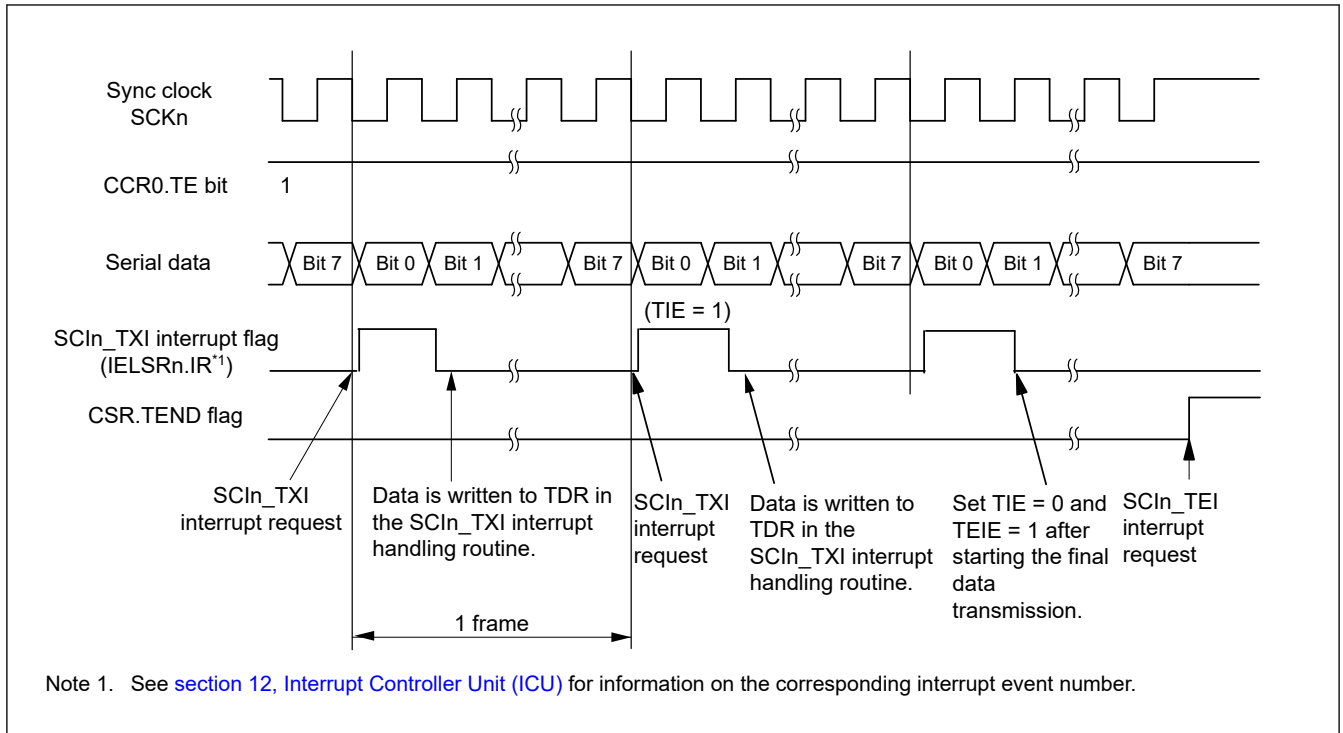 Sync clock
SCKn
CCR0.TE bit
1
Serial data
Bit 7
Bit 0
Bit 1
Bit 7
Bit 0
Bit 1
Bit 7
Bit 0
Bit 1
Bit 7
(TIE = 1)
SCIn_TXI interrupt flag
(IELSRn.IR*1)
CSR.TEND flag
SCIn_TXI
interrupt request
Data is written to TDR in
the SCIn_TXI interrupt
handling routine.
SCIn_TXI
interrupt
request
Data is written to
TDR in the
SCIn_TXI interrupt
handling routine.
Set TIE = 0 and
TEIE = 1 after
starting the final
data
transmission.
SCIn_TEI
interrupt
request
1 frame
Note 1. See section 12, Interrupt Controller Unit (ICU) for information on the corresponding interrupt event number.